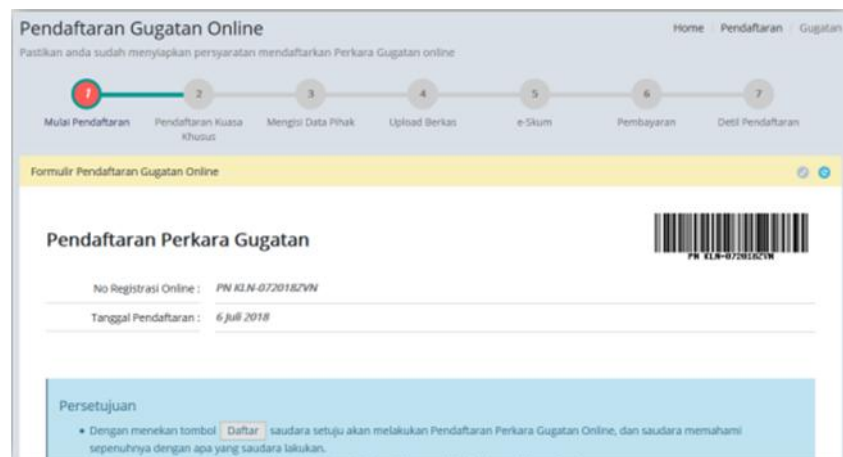 Pendaftaran Gugatan Online
Home / Pendaftaran / Gugatan
Pastikan anda sudah menyiapkan persyaratan mendaftarkan Perkara Gugatan online
1 2 3 4 5 6 7
Mulai Pendaftaran Pendaftaran Kuasa Khusus Mengisi Data Pihak Upload Berkas e-Skum Pembayaran Detil Pendaftaran
Formulir Pendaftaran Gugatan Online
Pendaftaran Perkara Gugatan
PN KLN-072018ZVN
No Registrasi Online : PN KLN-072018ZVN
Tanggal Pendaftaran : 6 Juli 2018
Persetujuan
• Dengan menekan tombol Daftar saudara setuju akan melakukan Pendaftaran Perkara Gugatan Online, dan saudara memahami
sepenuhnya dengan apa yang saudara lakukan.